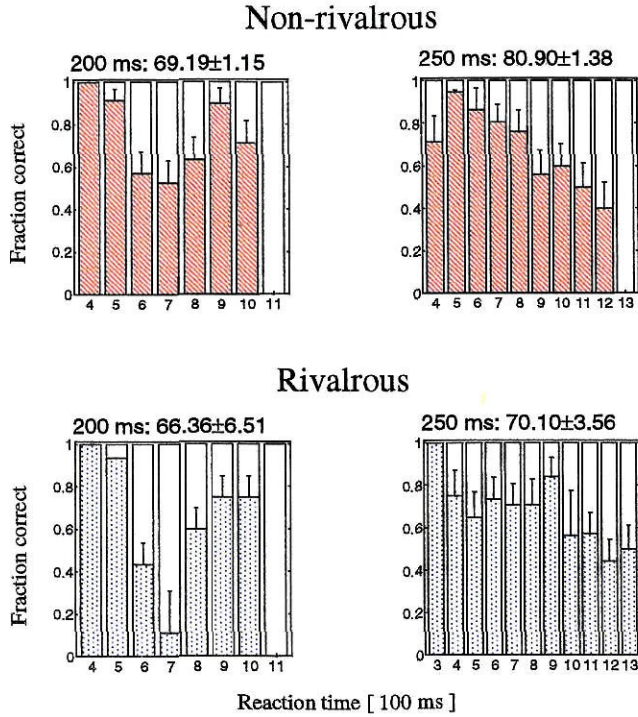 Non-rivalrous
200 ms: 69.19±1.15
250 ms: 80.90±1.38
Fraction correct
1
0.8
0.6
0.4
0.2
0
4 5 6 7 8 9 10 11
1
0.8
0.6
0.4
0.2
0
4 5 6 7 8 9 10 11 12 13
Rivalrous
200 ms: 66.36±6.51
250 ms: 70.10±3.56
Fraction correct
1
0.8
0.6
0.4
0.2
0
4 5 6 7 8 9 10 11
1
0.8
0.6
0.4
0.2
0
3 4 5 6 7 8 9 10 11 12 13
Reaction time [ 100 ms ]